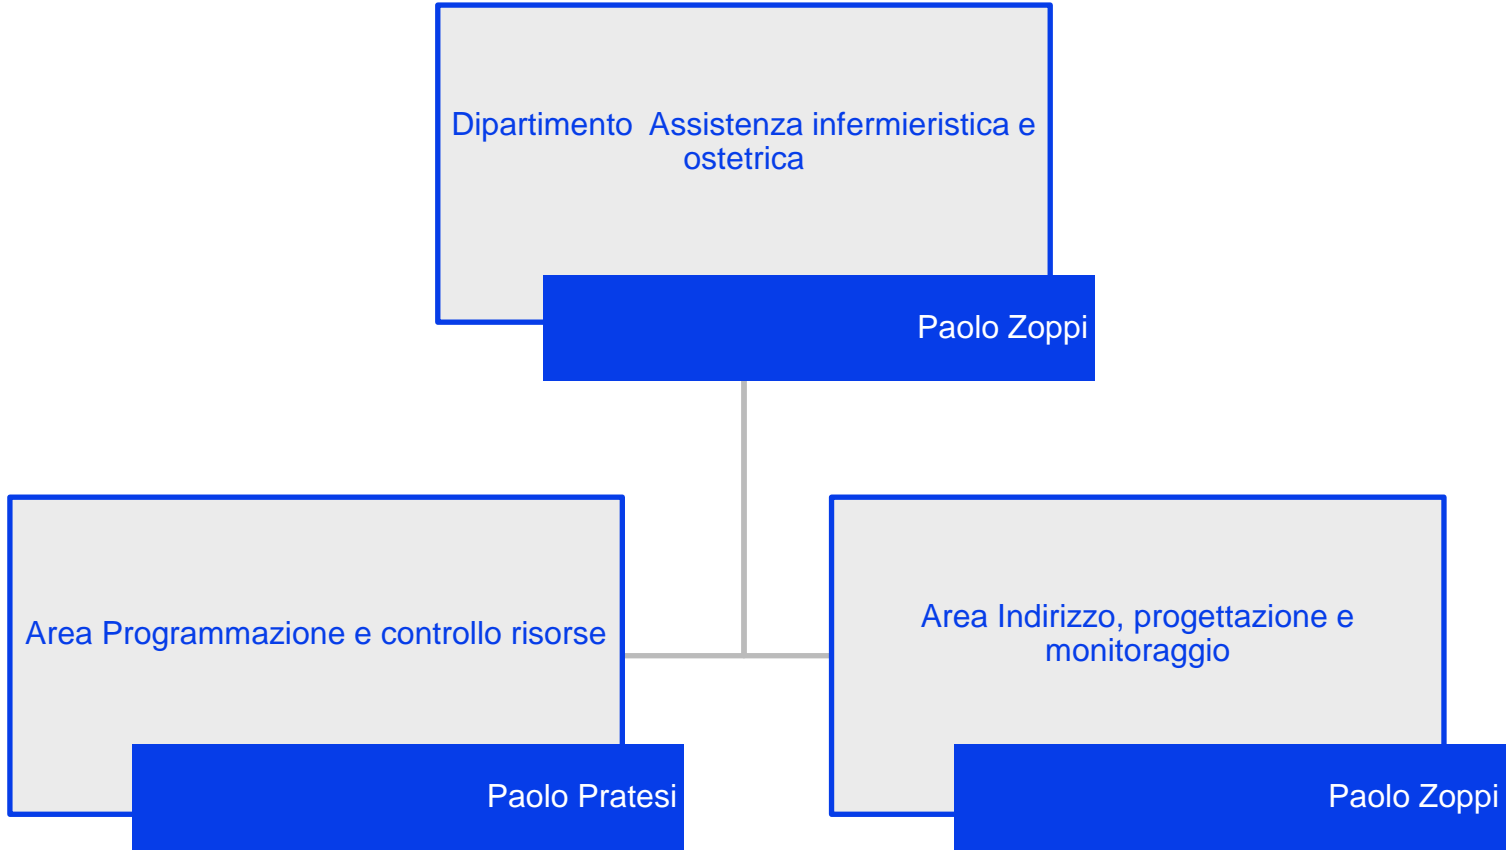 Dipartimento  Assistenza infermieristica e
ostetrica
Paolo Zoppi
Area Programmazione e controllo risorse
Paolo Pratesi
Area Indirizzo, progettazione e
monitoraggio
Paolo Zoppi